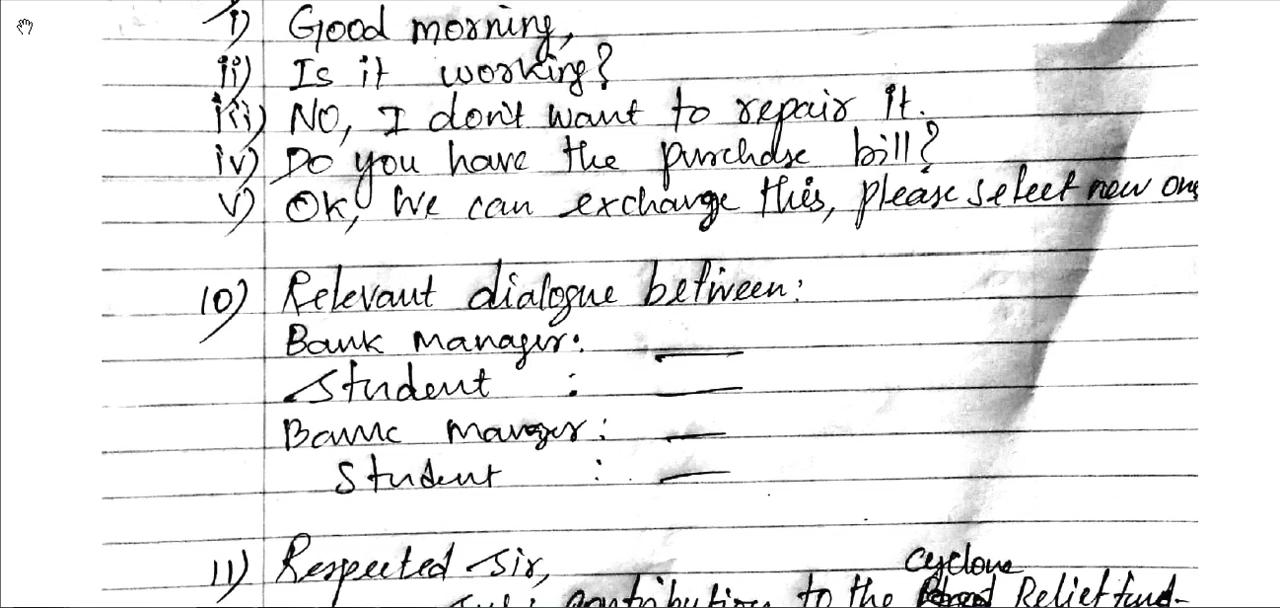 i) Good morning,
ii) Is it working?
iii) NO, I don't want to repair it.
iv) Do you have the purchase bill?
v) Ok, We can exchange this, please select new one
10) Relevant dialogue between:
Bank Manager: —
Student : —
Bank Manager: —
Student : —
11) Respected Sir,
cyclone
contribution to the Relief fund-